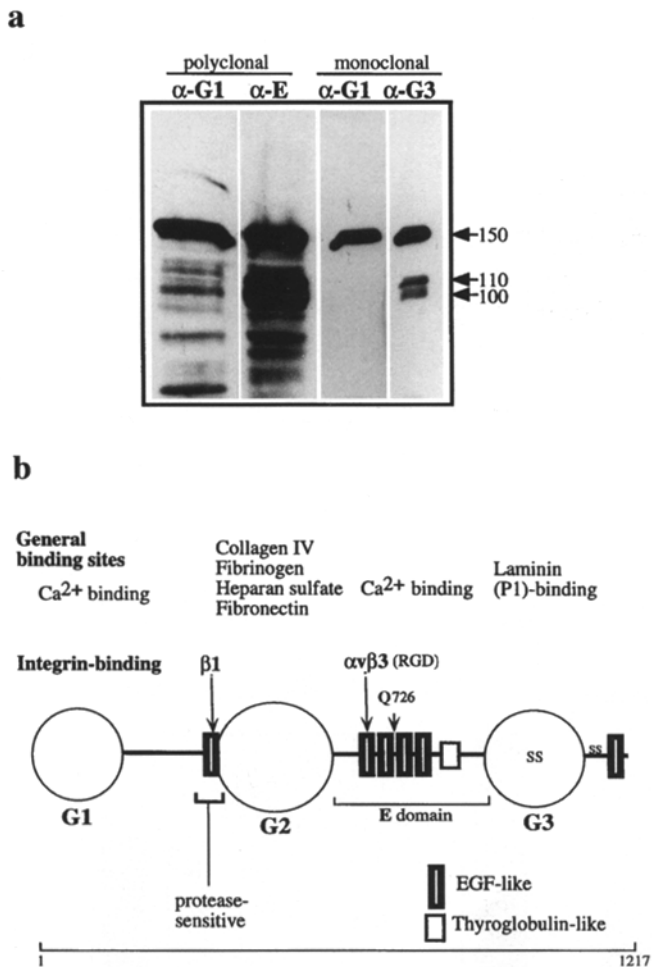 a
polyclonal monoclonal
α-G1 α-E α-G1 α-G3
150
110
100
b
General
binding sites
Ca2+ binding
Collagen IV
Fibrinogen
Heparan sulfate
Fibronectin
Ca2+ binding
Laminin
(P1)-binding
Integrin-binding
β1
αvβ3 (RGD)
Q726
ss
ss
G1
G2
E domain
G3
protease-
sensitive
EGF-like
Thyroglobulin-like
1 1217